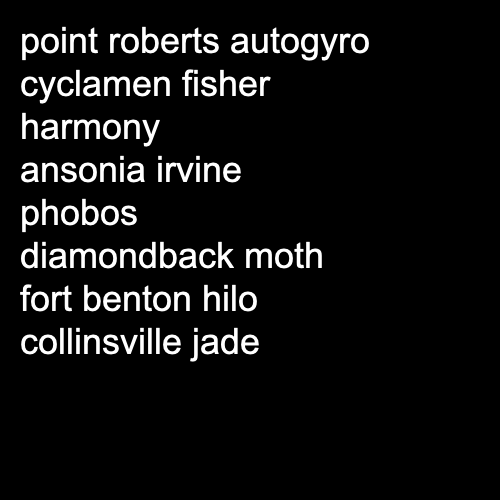 point roberts autogyro
cyclamen fisher
harmony
ansonia irvine
phobos
diamondback moth
fort benton hilo
collinsville jade